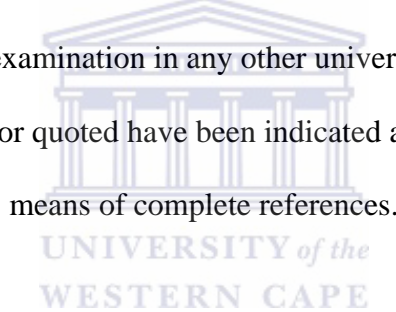 examination in any other univer
or quoted have been indicated a
means of complete references.
UNIVERSITY of the
WESTERN CAPE